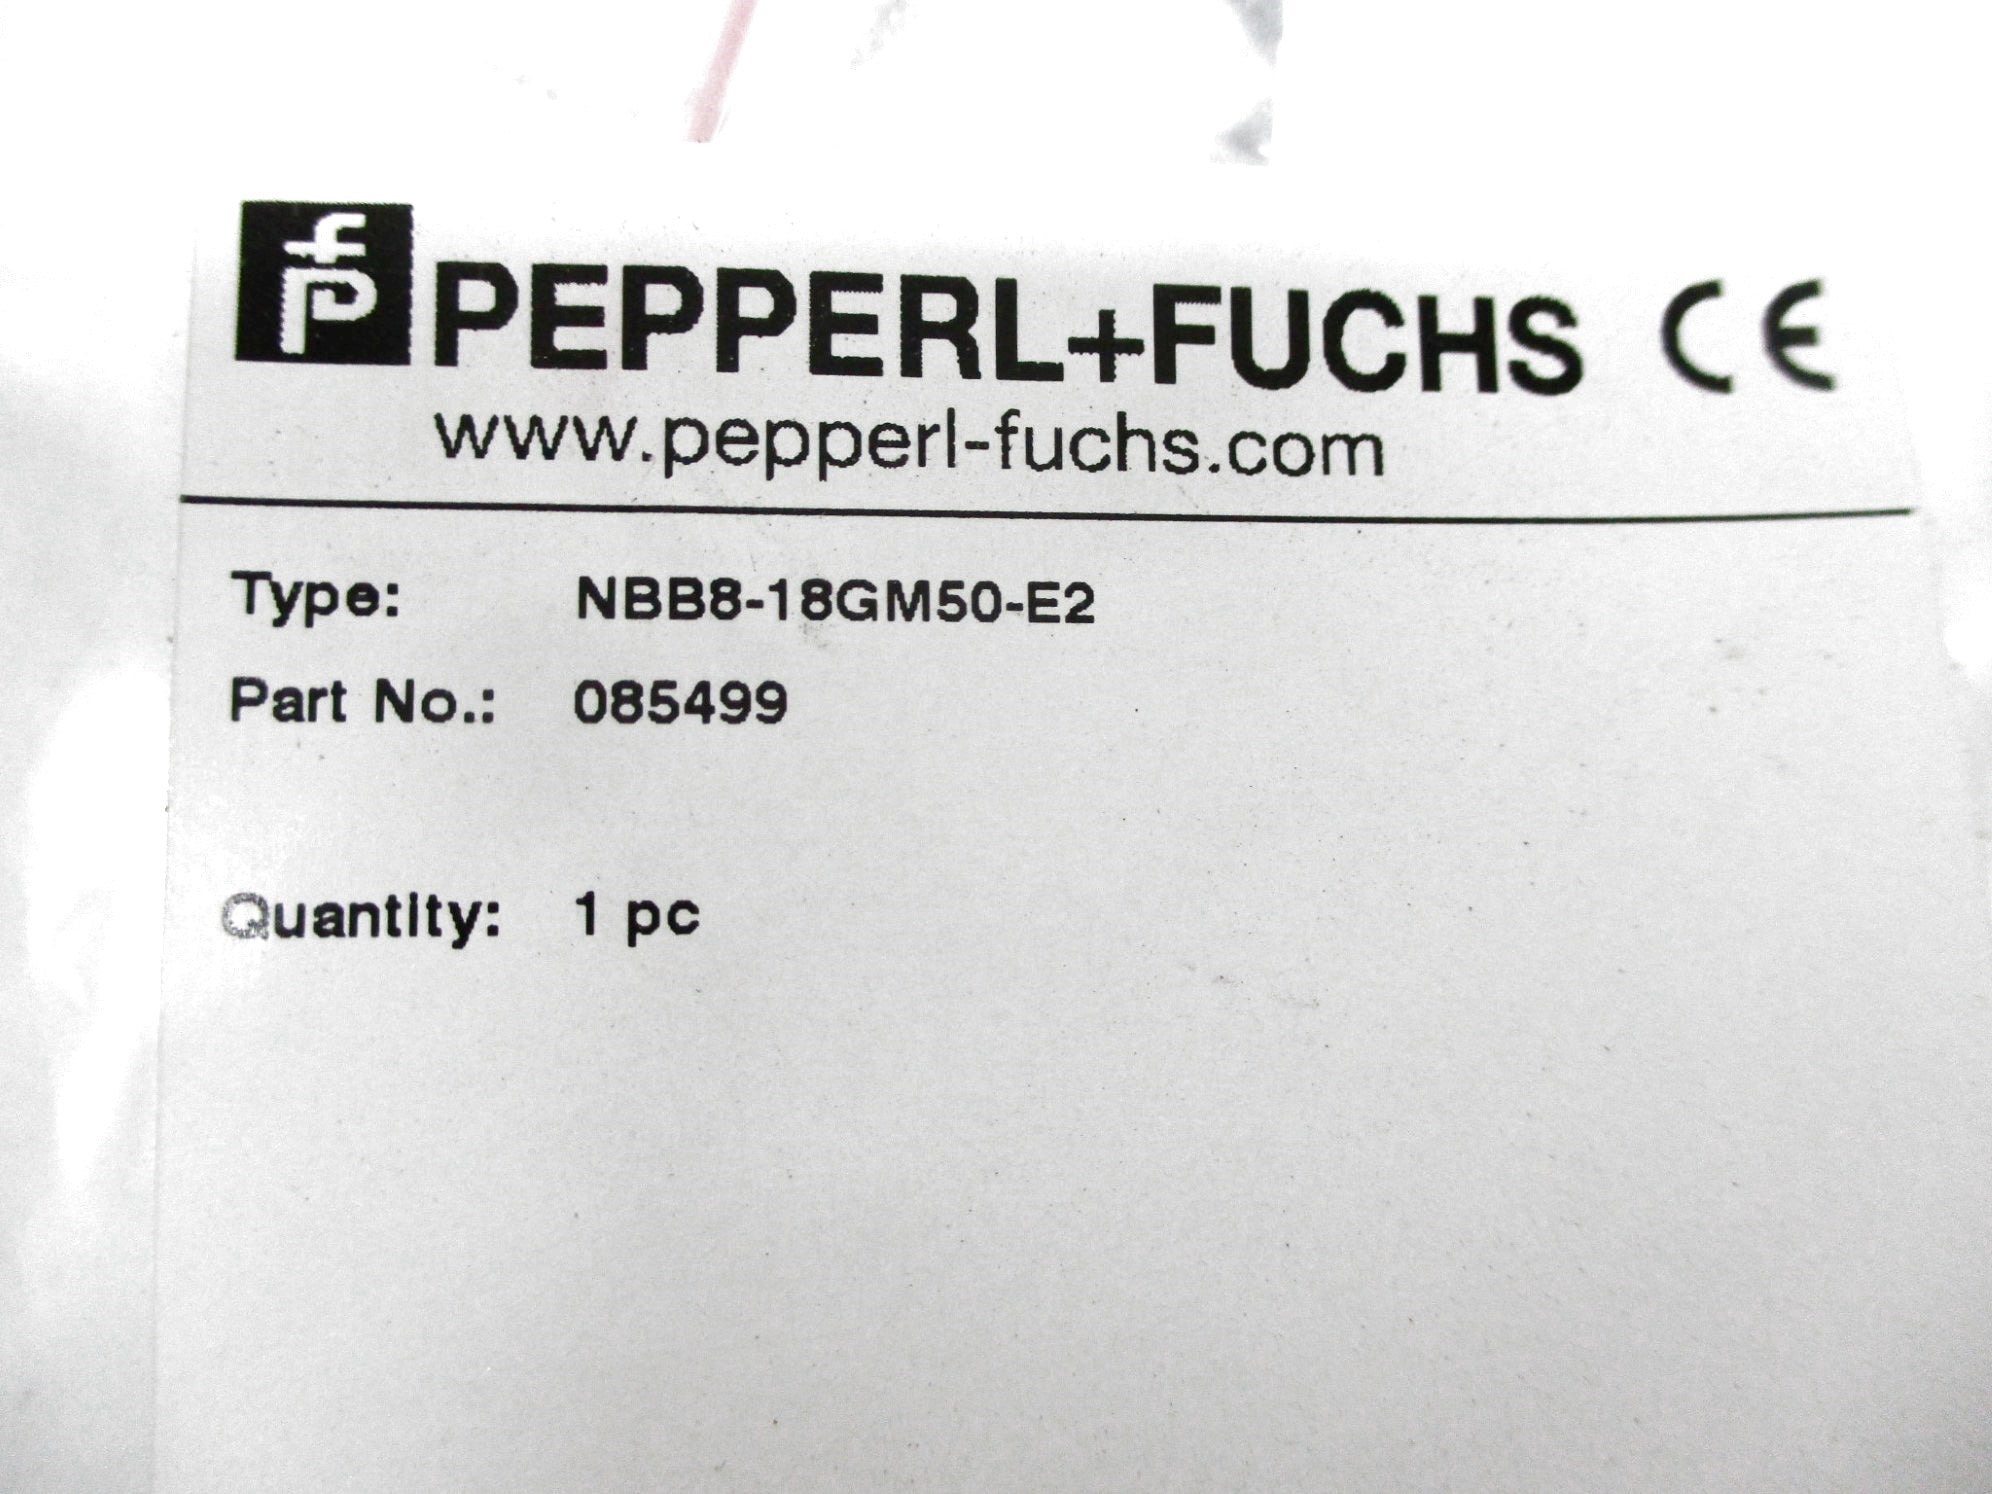 PEPPERL+FUCHS CE
www.pepperl-fuchs.com
Type: NBB8-18GM50-E2
Part No.: 085499
Quantity: 1 pc